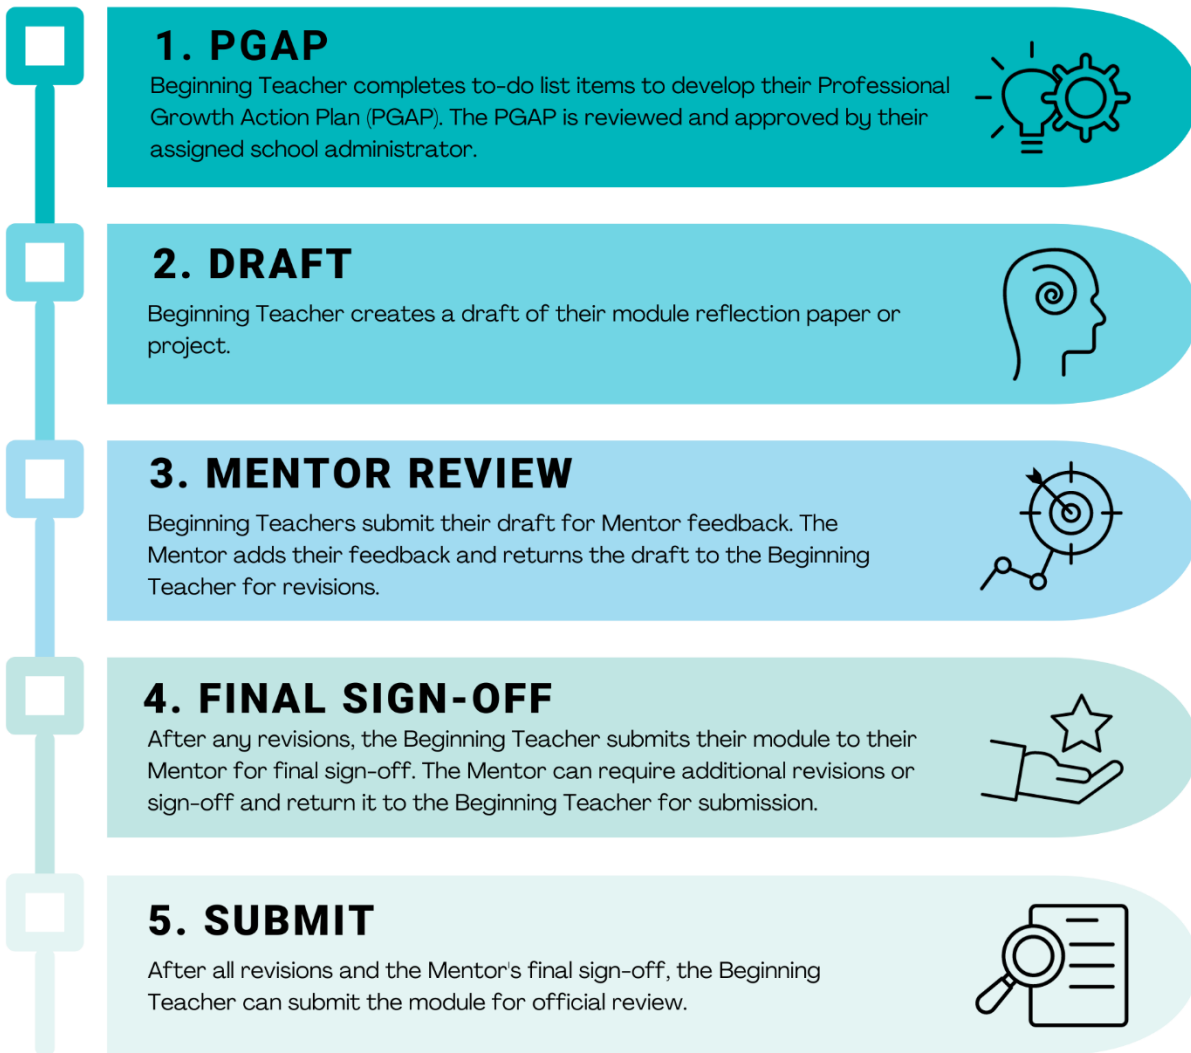 1. PGAP
Beginning Teacher completes to-do list items to develop their Professional
Growth Action Plan (PGAP). The PGAP is reviewed and approved by their
assigned school administrator.
2. DRAFT
Beginning Teacher creates a draft of their module reflection paper or
project.
3. MENTOR REVIEW
Beginning Teachers submit their draft for Mentor feedback. The
Mentor adds their feedback and returns the draft to the Beginning
Teacher for revisions.
4. FINAL SIGN-OFF
After any revisions, the Beginning Teacher submits their module to their
Mentor for final sign-off. The Mentor can require additional revisions or
sign-off and return it to the Beginning Teacher for submission.
5. SUBMIT
After all revisions and the Mentor's final sign-off, the Beginning
Teacher can submit the module for official review.